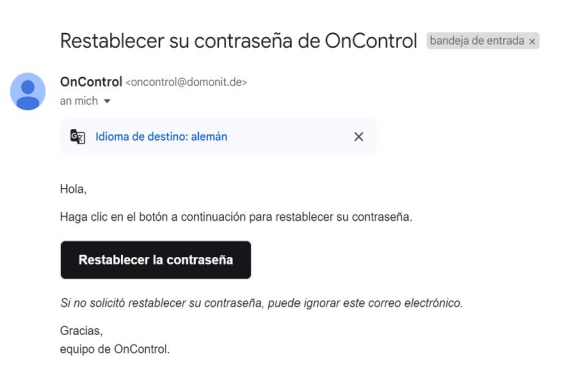 Restablecer su contraseña de OnControl bandeja de entrada ×
OnControl <oncontrol@domonit.de>
an mich
Idioma de destino: alemán
Hola,
Haga clic en el botón a continuación para restablecer su contraseña.
Restablecer la contraseña
Si no solicitó restablecer su contraseña, puede ignorar este correo electrónico.
Gracias,
equipo de OnControl.